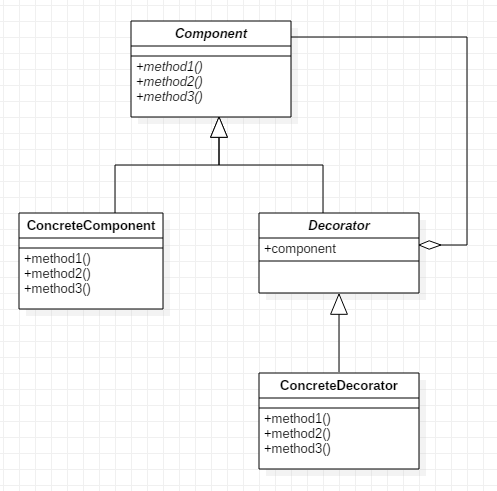 Component
+method1()
+method2()
+method3()
ConcreteComponent
+method1()
+method2()
+method3()
Decorator
+component
ConcreteDecorator
+method1()
+method2()
+method3()